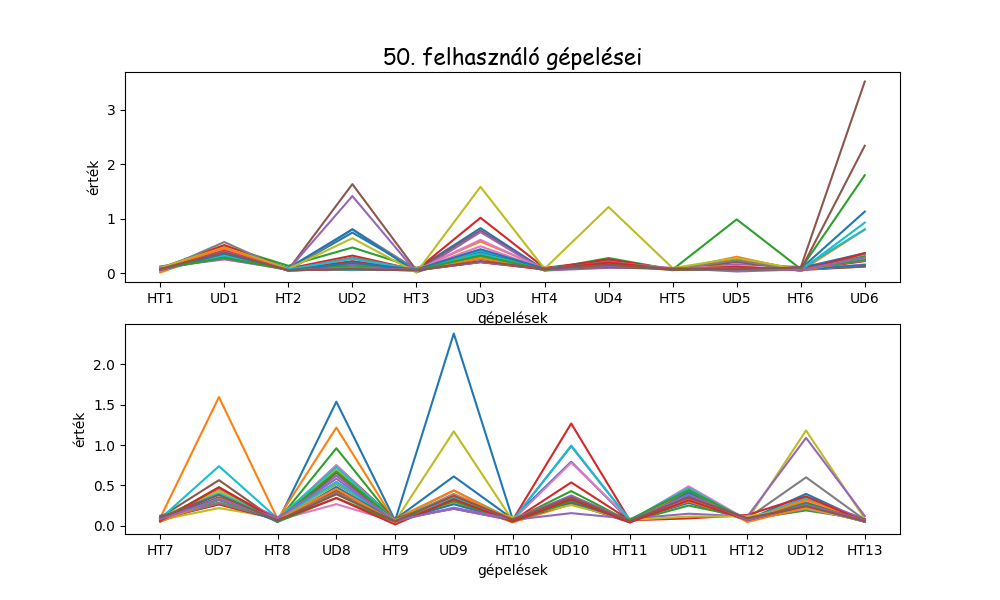 50. felhasználó gépelései
érték
3
2
1
0
HT1 UD1 HT2 UD2 HT3 UD3 HT4 UD4 HT5 UD5 HT6 UD6
gépelések
érték
2.0
1.5
1.0
0.5
0.0
HT7 UD7 HT8 UD8 HT9 UD9 HT10 UD10 HT11 UD11 HT12 UD12 HT13
gépelések